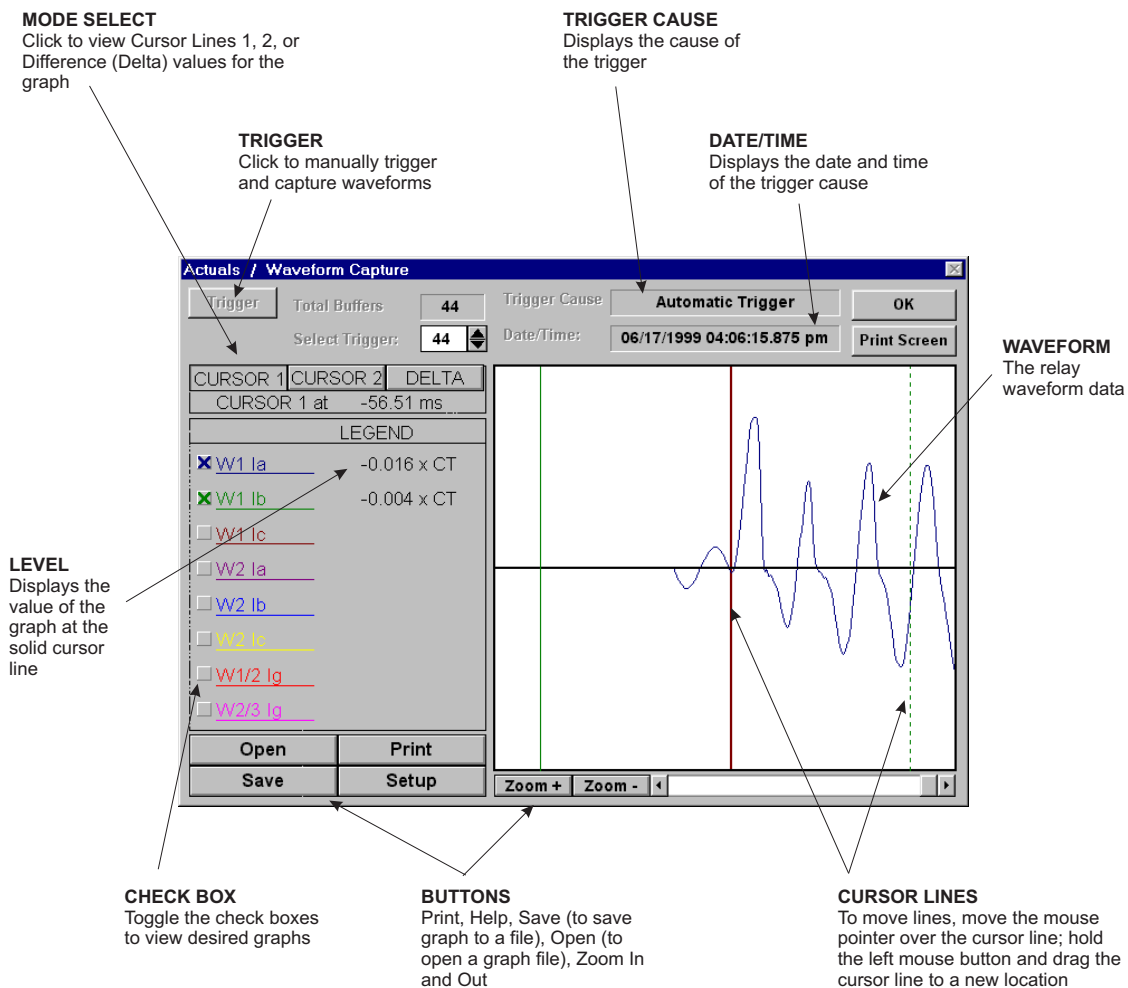 MODE SELECT
Click to view Cursor Lines 1, 2, or
Difference (Delta) values for the
graph
TRIGGER CAUSE
Displays the cause of
the trigger
TRIGGER
Click to manually trigger
and capture waveforms
DATE/TIME
Displays the date and time
of the trigger cause
Actuals / Waveform Capture
Trigger
Total Buffers
44
Trigger Cause
Automatic Trigger
OK
Select Trigger:
44
Date/Time:
06/17/1999 04:06:15.875 pm
Print Screen
WAVEFORM
The relay
waveform data
CURSOR 1
CURSOR 2
DELTA
CURSOR 1 at -56.51 ms
LEGEND
W1 Ia -0.016 x CT
W1 Ib -0.004 x CT
W1 Ic
W2 Ia
W2 Ib
W2 Ic
W1/2 Ig
W2/3 Ig
LEVEL
Displays the
value of the
graph at the
solid cursor
line
Open
Print
Save
Setup
Zoom +
Zoom -
CHECK BOX
Toggle the check boxes
to view desired graphs
BUTTONS
Print, Help, Save (to save
graph to a file), Open (to
open a graph file), Zoom In
and Out
CURSOR LINES
To move lines, move the mouse
pointer over the cursor line; hold
the left mouse button and drag the
cursor line to a new location